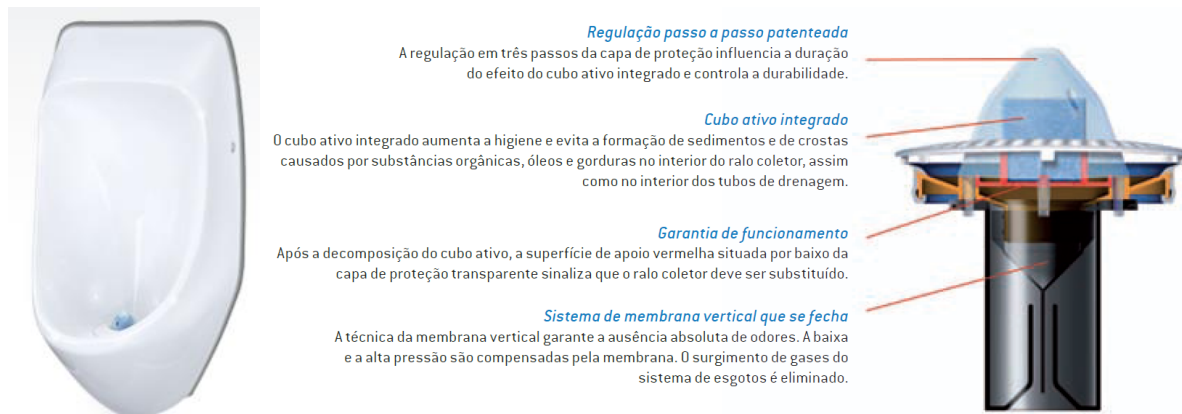 Regulação passo a passo patenteada
A regulação em três passos da capa de proteção influencia a duração
do efeito do cubo ativo integrado e controla a durabilidade.
Cubo ativo integrado
O cubo ativo integrado aumenta a higiene e evita a formação de sedimentos e de crostas
causados por substâncias orgânicas, óleos e gorduras no interior do ralo coletor, assim
como no interior dos tubos de drenagem.
Garantia de funcionamento
Após a decomposição do cubo ativo, a superfície de apoio vermelha situada por baixo da
capa de proteção transparente sinaliza que o ralo coletor deve ser substituído.
Sistema de membrana vertical que se fecha
A técnica da membrana vertical garante a ausência absoluta de odores. A baixa
e a alta pressão são compensadas pela membrana. O surgimento de gases do
sistema de esgotos é eliminado.